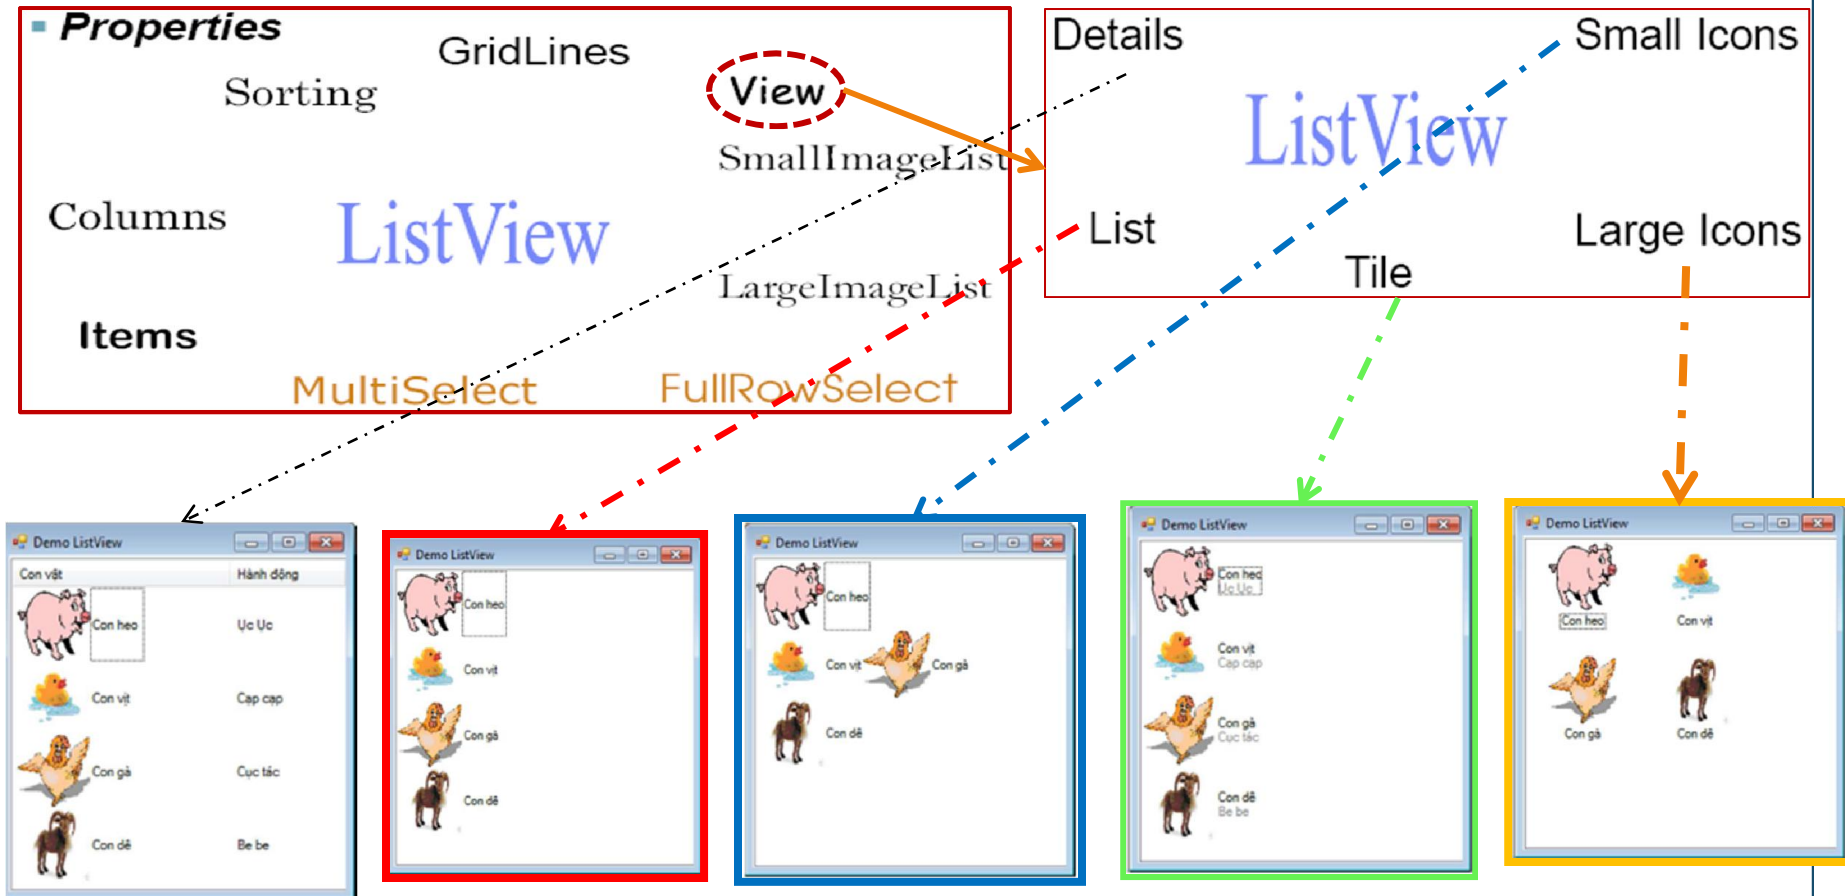 Properties
GridLines
Sorting
View
SmallImageList
Columns
ListView
LargeImageList
Items
MultiSelect
FullRowSelect
Details
Small Icons
ListView
List
Large Icons
Tile
Demo ListView
Con vật
Hành động
Con heo
Ục Ục
Con vịt
Cạp cạp
Con gà
Cục tác
Con dê
Be be
Demo ListView
Con heo
Con vịt
Con gà
Con dê
Demo ListView
Con heo
Con vịt
Con gà
Con dê
Demo ListView
Con heo
Ục Ục
Con vịt
Cạp cạp
Con gà
Cục tác
Con dê
Be be
Demo ListView
Con heo
Con vịt
Con gà
Con dê